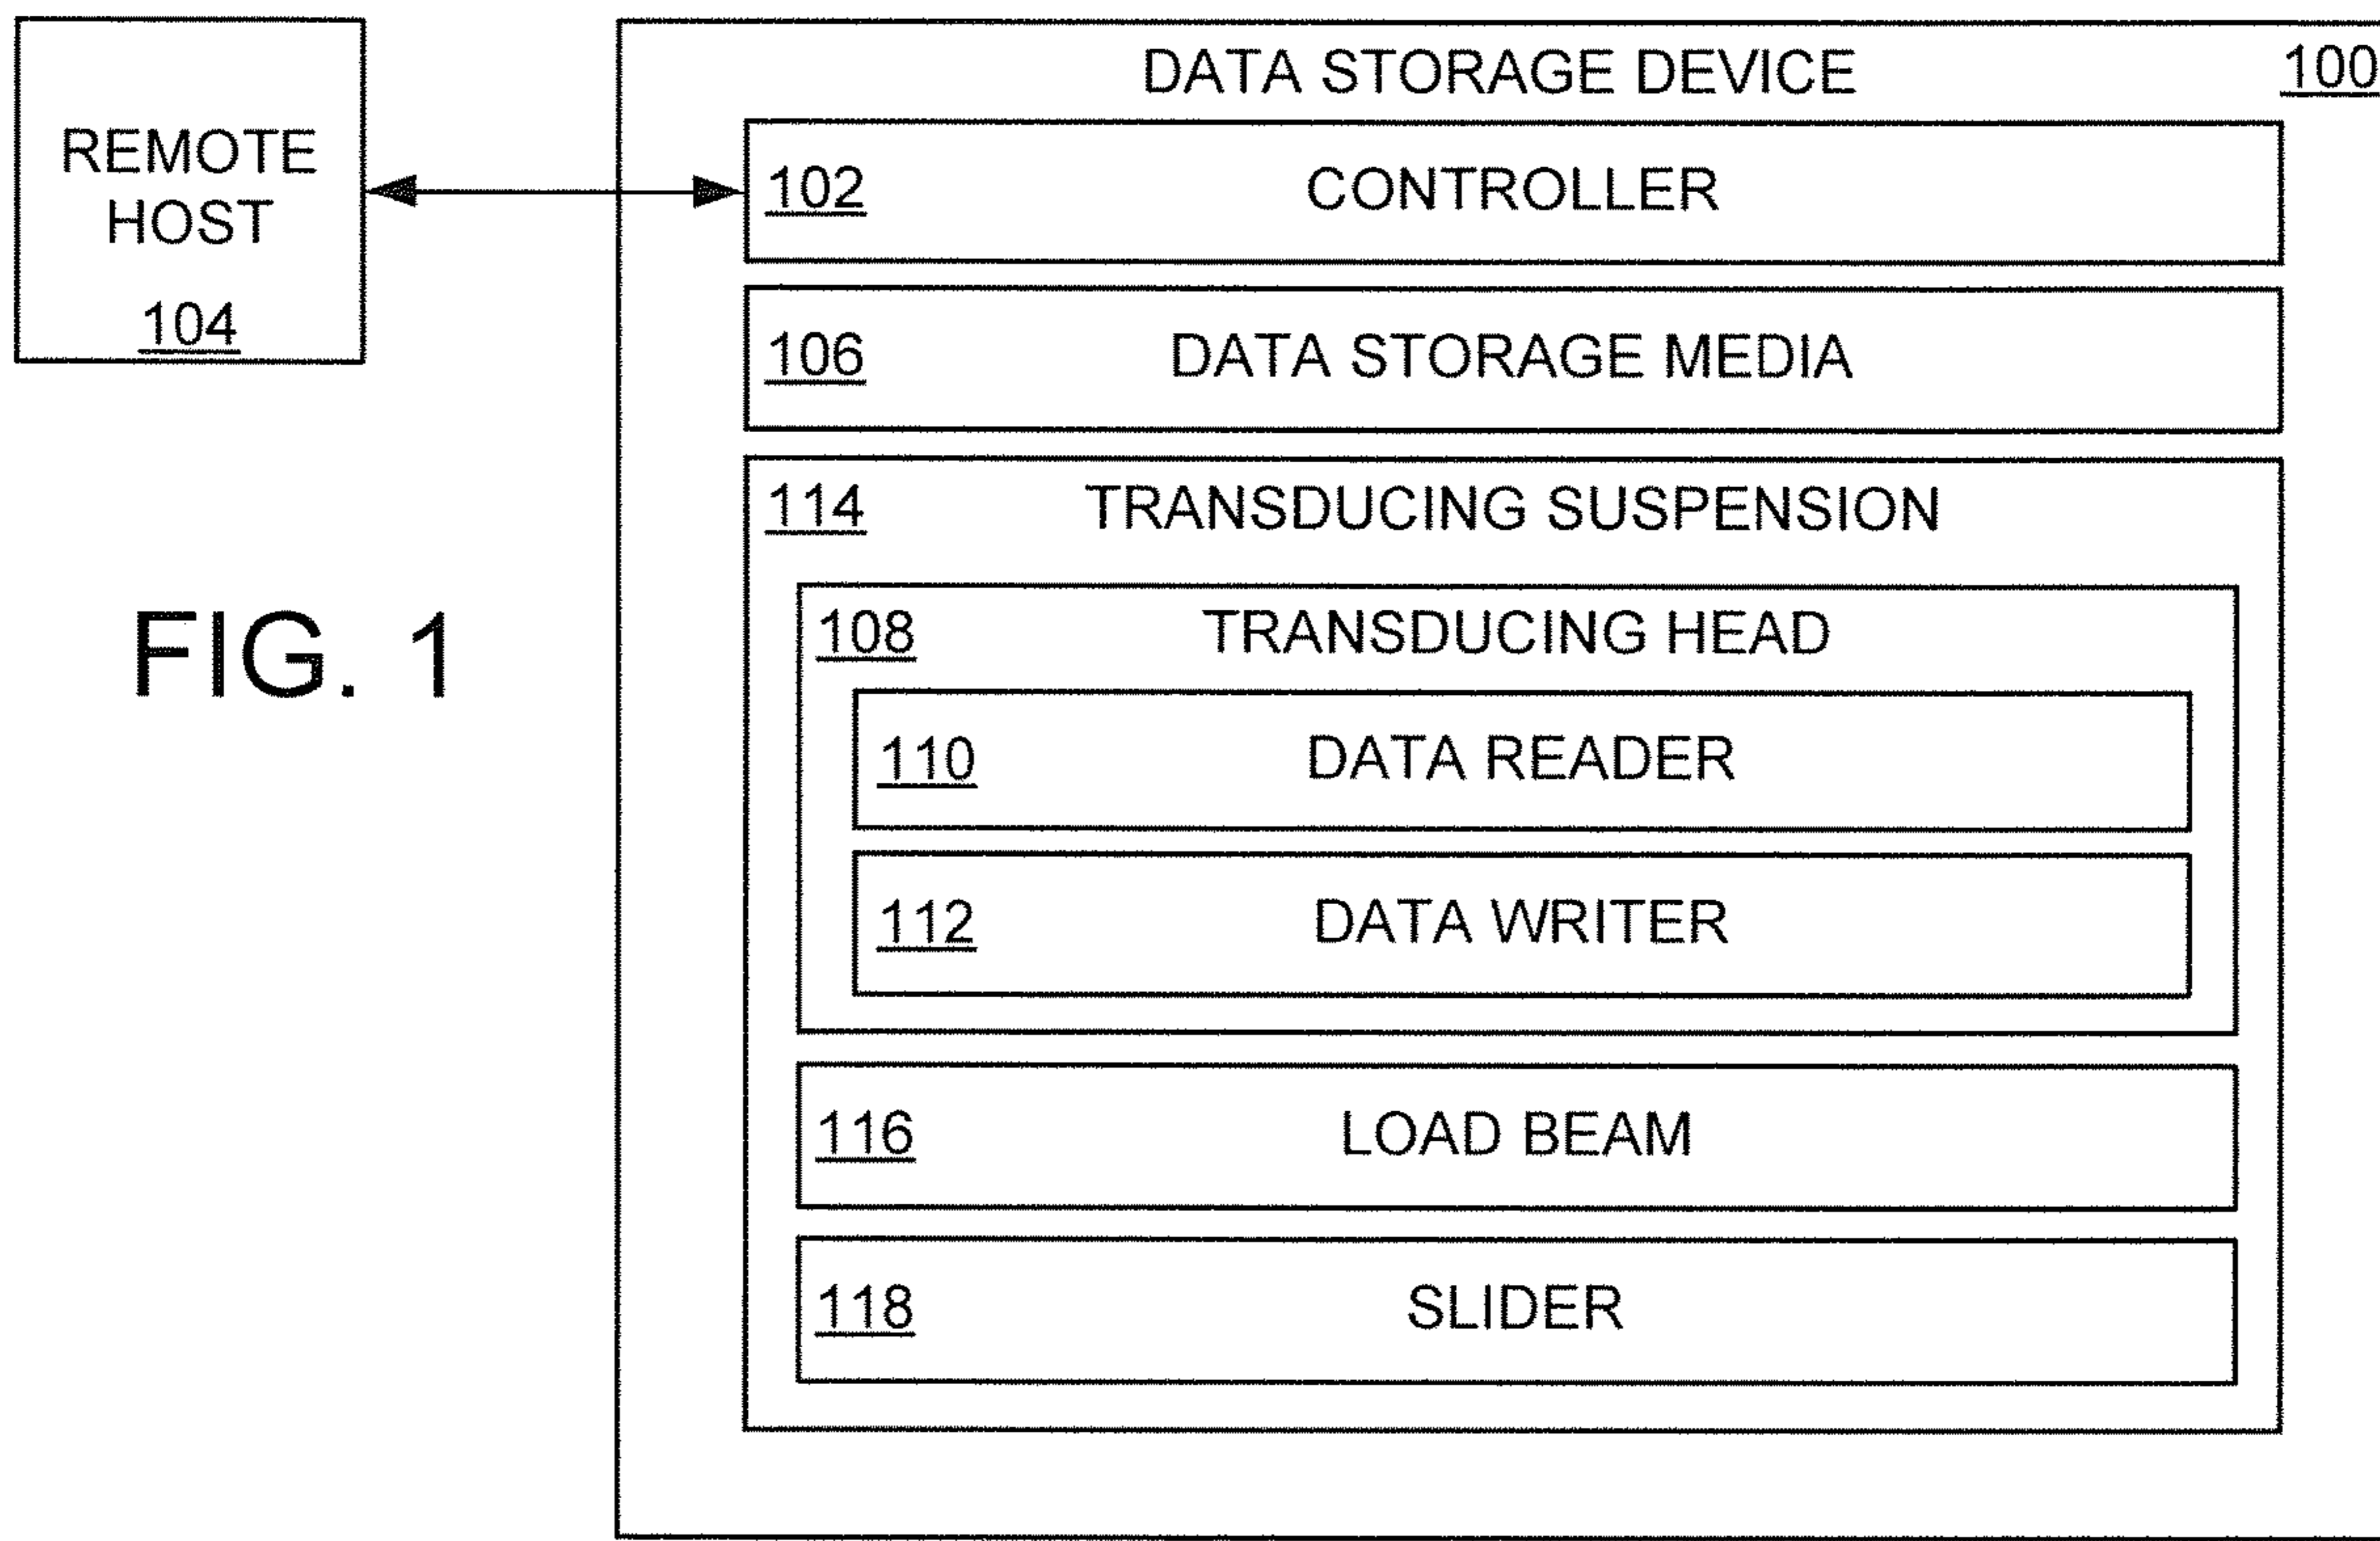 REMOTE
HOST
104
DATA STORAGE DEVICE 100
102 CONTROLLER
106 DATA STORAGE MEDIA
114 TRANSDUCING SUSPENSION
108 TRANSDUCING HEAD
110 DATA READER
112 DATA WRITER
116 LOAD BEAM
118 SLIDER
FIG. 1